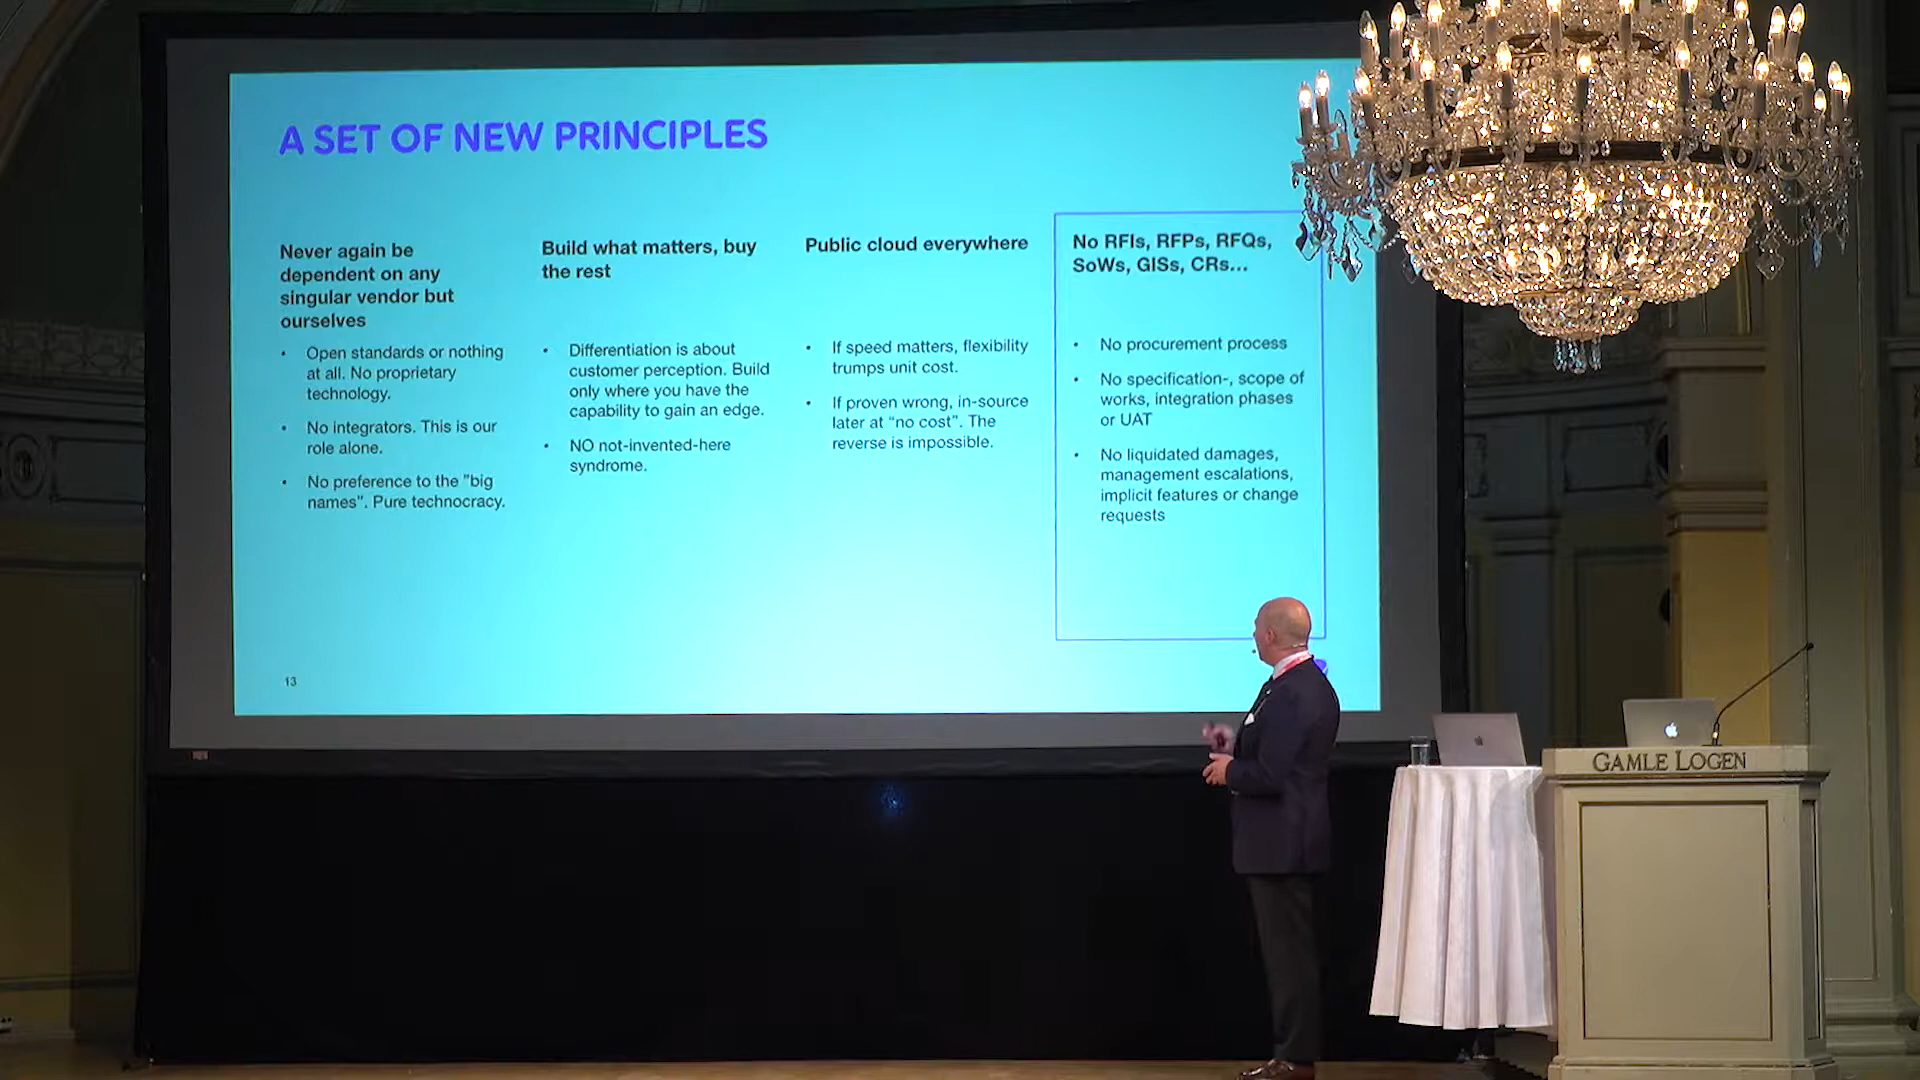 A SET OF NEW PRINCIPLES
Never again be
dependent on any
singular vendor but
ourselves
• Open standards or nothing
at all. No proprietary
technology.
• No integrators. This is our
role alone.
• No preference to the "big
names". Pure technocracy.
Build what matters, buy
the rest
• Differentiation is about
customer perception. Build
only where you have the
capability to gain an edge.
• NO not-invented-here
syndrome.
Public cloud everywhere
• If speed matters, flexibility
trumps unit cost.
• If proven wrong, in-source
later at “no cost”. The
reverse is impossible.
No RFIs, RFPs, RFQs,
SoWs, GISs, CRs...
• No procurement process
• No specification-, scope of
works, integration phases
or UAT
• No liquidated damages,
management escalations,
implicit features or change
requests
13
GAMLE LOGEN